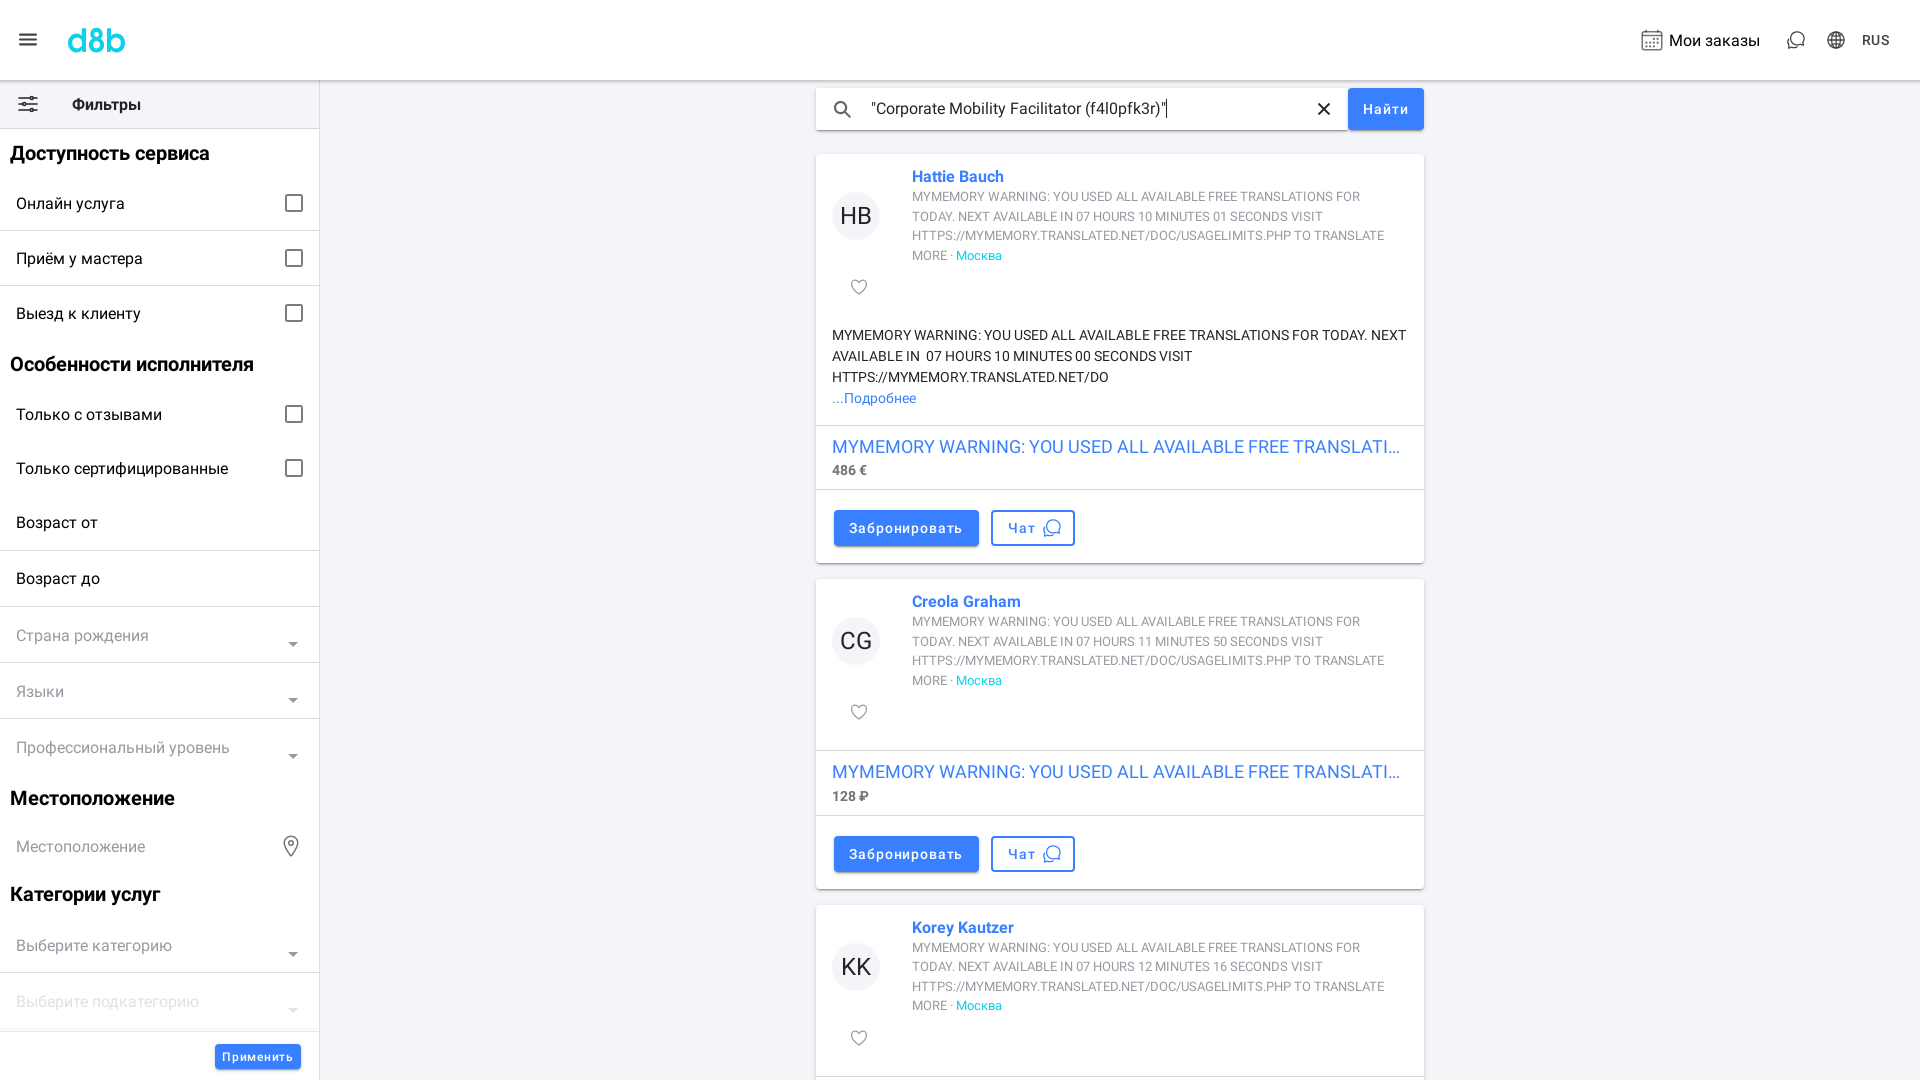 d8b
Мои заказы
RUS
Фильтры
Доступность сервиса
Онлайн услуга
Приём у мастера
Выезд к клиенту
Особенности исполнителя
Только с отзывами
Только сертифицированные
Возраст от
Возраст до
Страна рождения
Языки
Профессиональный уровень
Местоположение
Местоположение
Категории услуг
Выберите категорию
Выберите подкатегорию
Применить
"Corporate Mobility Facilitator (f4l0pfk3r)"
Найти
HB
Hattie Bauch
MYMEMORY WARNING: YOU USED ALL AVAILABLE FREE TRANSLATIONS FOR
TODAY. NEXT AVAILABLE IN 07 HOURS 10 MINUTES 01 SECONDS VISIT
HTTPS://MYMEMORY.TRANSLATED.NET/DOC/USAGELIMITS.PHP TO TRANSLATE
MORE · Москва
MYMEMORY WARNING: YOU USED ALL AVAILABLE FREE TRANSLATIONS FOR TODAY. NEXT
AVAILABLE IN  07 HOURS 10 MINUTES 00 SECONDS VISIT
HTTPS://MYMEMORY.TRANSLATED.NET/DO
...Подробнее
MYMEMORY WARNING: YOU USED ALL AVAILABLE FREE TRANSLATI...
486 €
Забронировать
Чат
CG
Creola Graham
MYMEMORY WARNING: YOU USED ALL AVAILABLE FREE TRANSLATIONS FOR
TODAY. NEXT AVAILABLE IN 07 HOURS 11 MINUTES 50 SECONDS VISIT
HTTPS://MYMEMORY.TRANSLATED.NET/DOC/USAGELIMITS.PHP TO TRANSLATE
MORE · Москва
MYMEMORY WARNING: YOU USED ALL AVAILABLE FREE TRANSLATI...
128 ₽
Забронировать
Чат
KK
Korey Kautzer
MYMEMORY WARNING: YOU USED ALL AVAILABLE FREE TRANSLATIONS FOR
TODAY. NEXT AVAILABLE IN 07 HOURS 12 MINUTES 16 SECONDS VISIT
HTTPS://MYMEMORY.TRANSLATED.NET/DOC/USAGELIMITS.PHP TO TRANSLATE
MORE · Москва